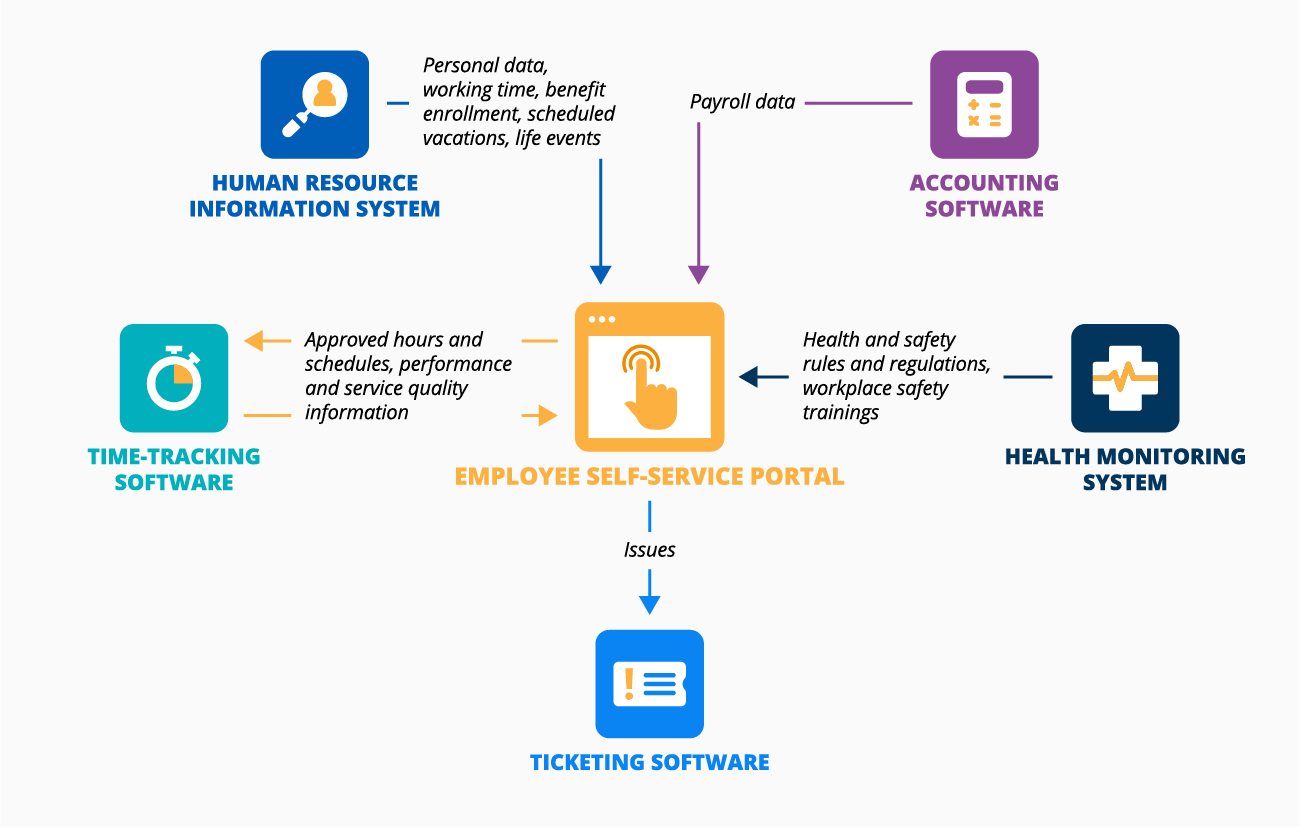 Personal data,
working time, benefit
enrollment, scheduled
vacations, life events
Payroll data
HUMAN RESOURCE
INFORMATION SYSTEM
ACCOUNTING
SOFTWARE
Approved hours and
schedules, performance
and service quality
information
Health and safety
rules and regulations,
workplace safety
trainings
TIME-TRACKING
SOFTWARE
EMPLOYEE SELF-SERVICE PORTAL
HEALTH MONITORING
SYSTEM
Issues
TICKETING SOFTWARE